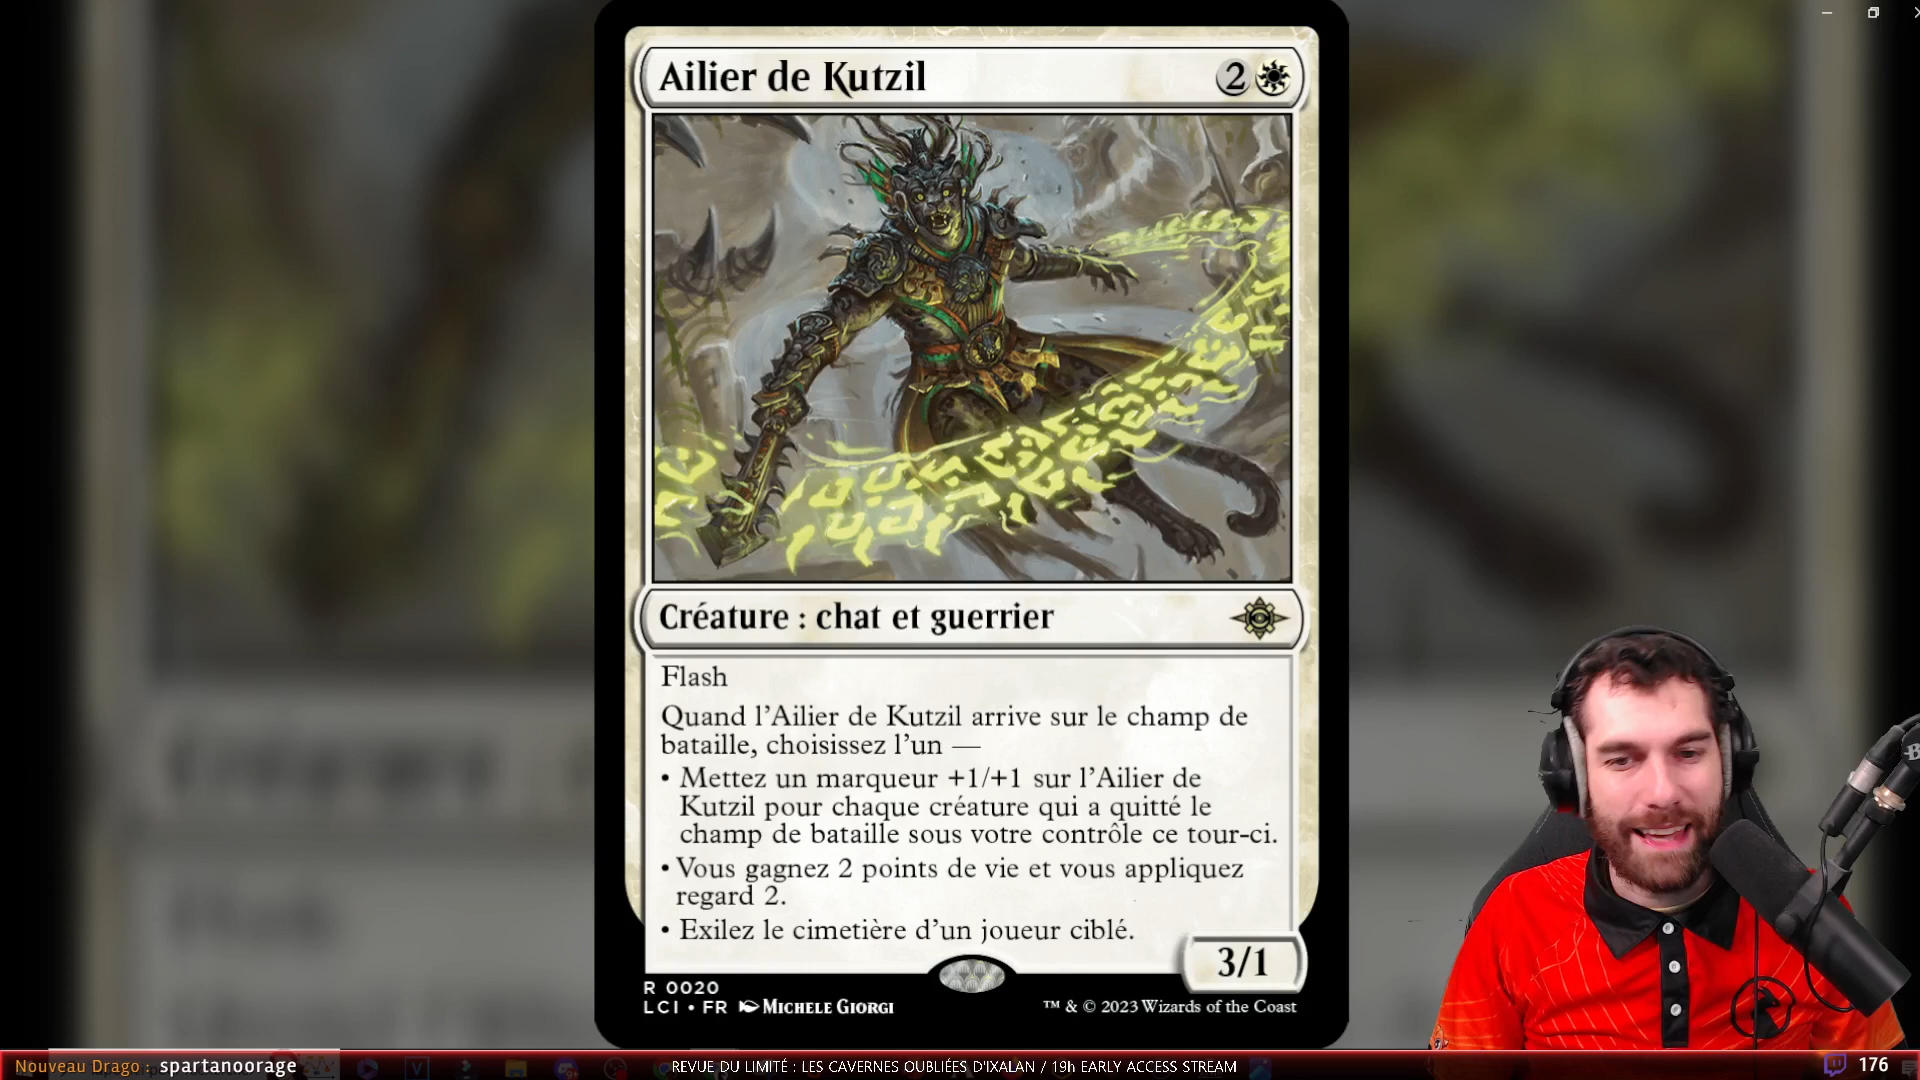 Ailier de Kutzil
2
Créature : chat et guerrier
Flash
Quand l'Ailier de Kutzil arrive sur le champ de
bataille, choisissez l'un —
• Mettez un marqueur +1/+1 sur l'Ailier de
Kutzil pour chaque créature qui a quitté le
champ de bataille sous votre contrôle ce tour-ci.
• Vous gagnez 2 points de vie et vous appliquez
regard 2.
• Exilez le cimetière d'un joueur ciblé.
3/1
R 0020
LCI • FR MICHELE GIORGI
™ & © 2023 Wizards of the Coast
Nouveau Drago : spartanoorage
REVUE DU LIMITÉ : LES CAVERNES OUBLIÉES D'IXALAN / 19h EARLY ACCESS STREAM
176